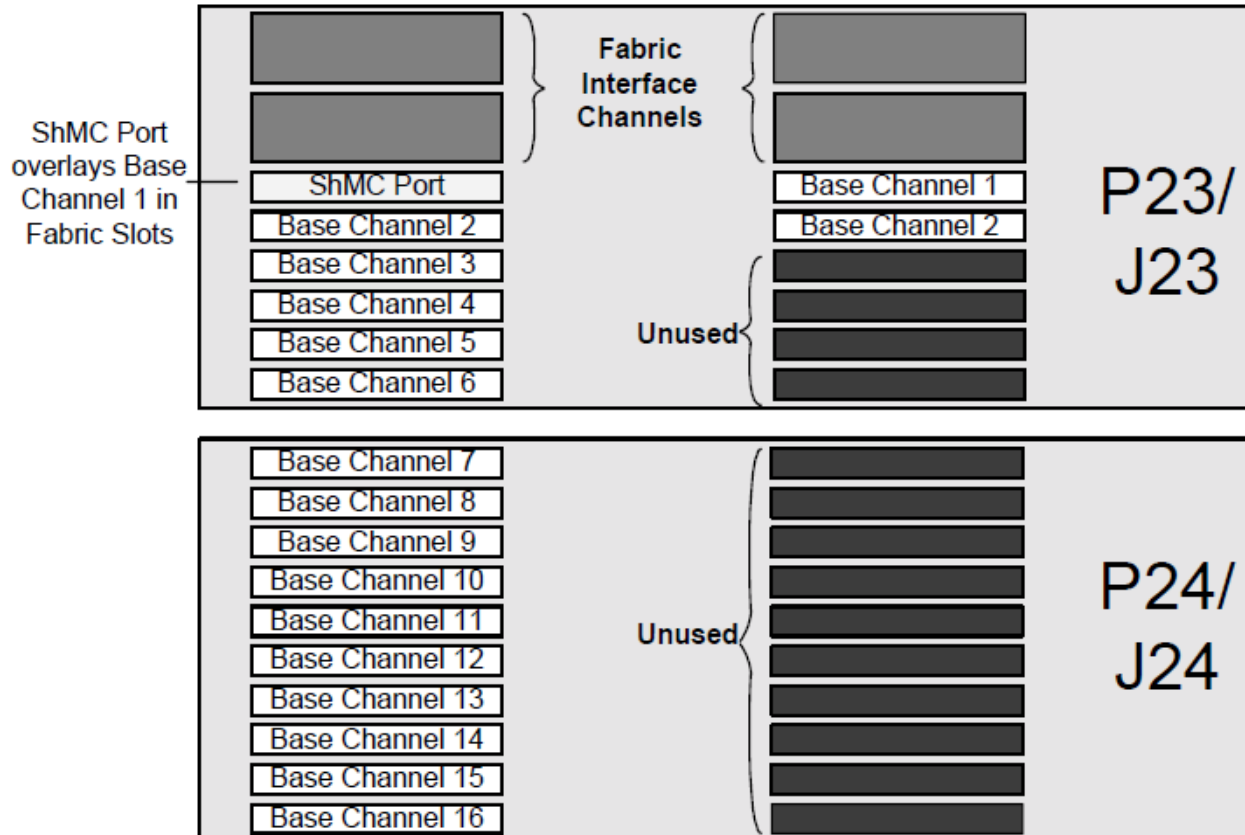 Fabric
Interface
Channels
ShMC Port
overlays Base
Channel 1 in
Fabric Slots
ShMC Port
Base Channel 2
Base Channel 3
Base Channel 4
Base Channel 5
Base Channel 6
Base Channel 1
Base Channel 2
Unused
P23/
J23
Base Channel 7
Base Channel 8
Base Channel 9
Base Channel 10
Base Channel 11
Base Channel 12
Base Channel 13
Base Channel 14
Base Channel 15
Base Channel 16
Unused
P24/
J24